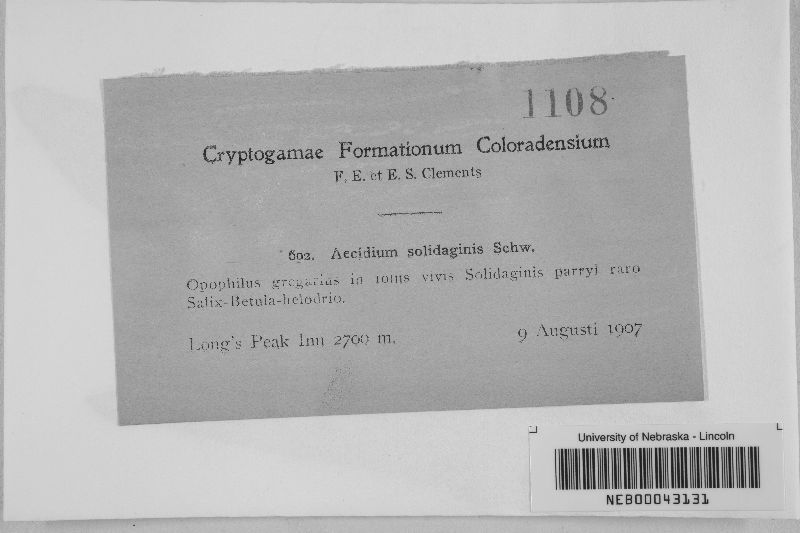 1108
Cryptogamae Formationum Coloradensium
F. E. et E. S. Clements
602. Aecidium solidaginis Schw.
Opophilus gregarius in foliis vivis Solidaginis parryi raro
Salix-Betula-helodrio.
Long's Peak Inn 2700 m. 9 Augusti 1907
University of Nebraska - Lincoln
NEB00043131